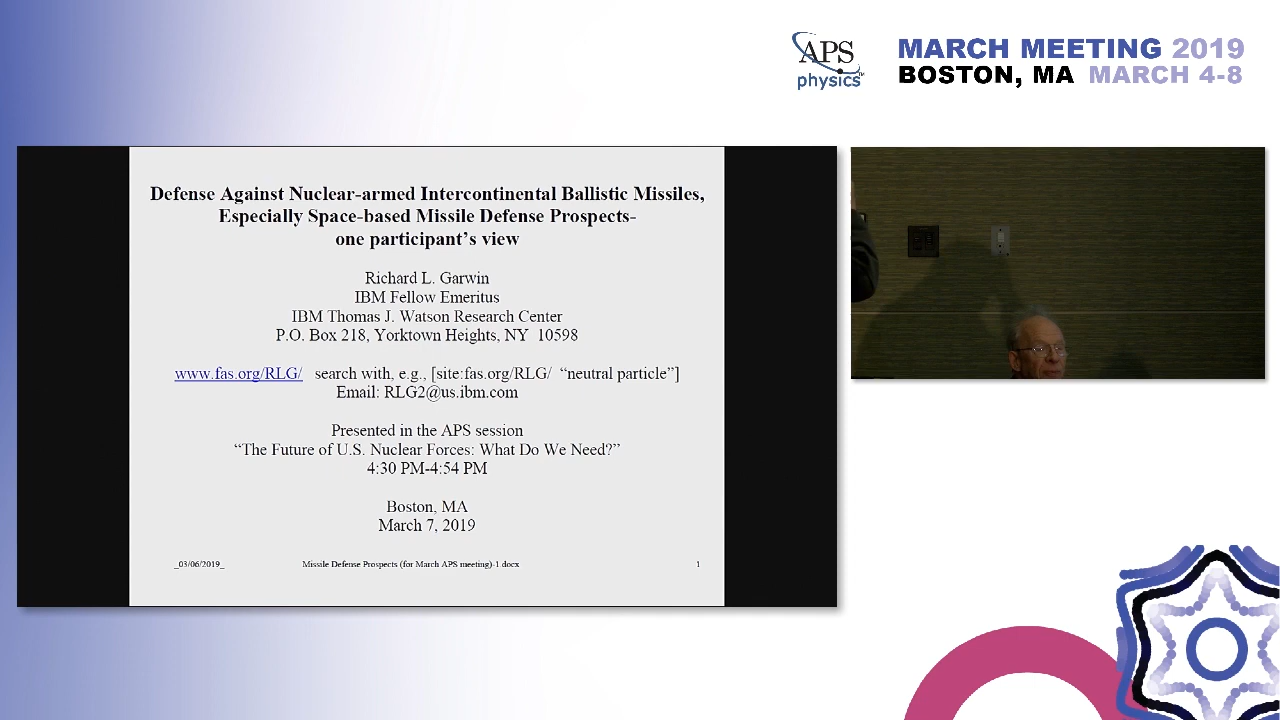 APS
physics
MARCH MEETING 2019
BOSTON, MA MARCH 4-8
Defense Against Nuclear-armed Intercontinental Ballistic Missiles,
Especially Space-based Missile Defense Prospects-
one participant’s view
Richard L. Garwin
IBM Fellow Emeritus
IBM Thomas J. Watson Research Center
P.O. Box 218, Yorktown Heights, NY 10598
www.fas.org/RLG/ search with, e.g., [site:fas.org/RLG/ “neutral particle”]
Email: RLG2@us.ibm.com
Presented in the APS session
“The Future of U.S. Nuclear Forces: What Do We Need?”
4:30 PM-4:54 PM
Boston, MA
March 7, 2019
_03/06/2019_ Missile Defense Prospects (for March APS meeting)-1.docx 1